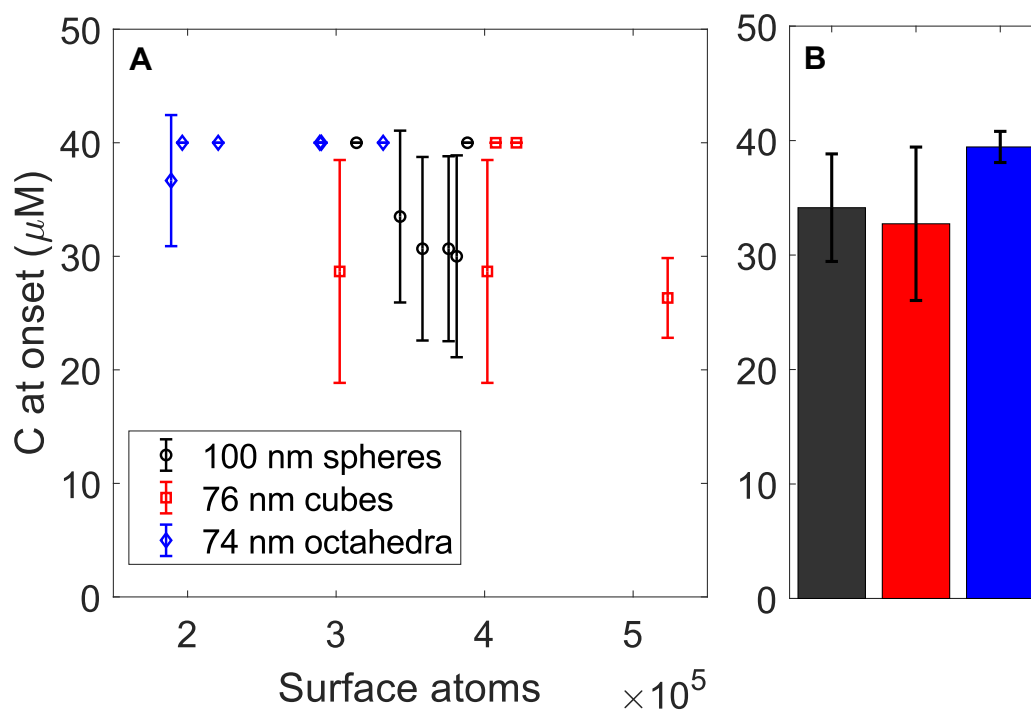 A
50
40
30
20
10
0
C at onset (μM)
100 nm spheres
76 nm cubes
74 nm octahedra
2 3 4 5
Surface atoms ×10⁵
B
50
40
30
20
10
0